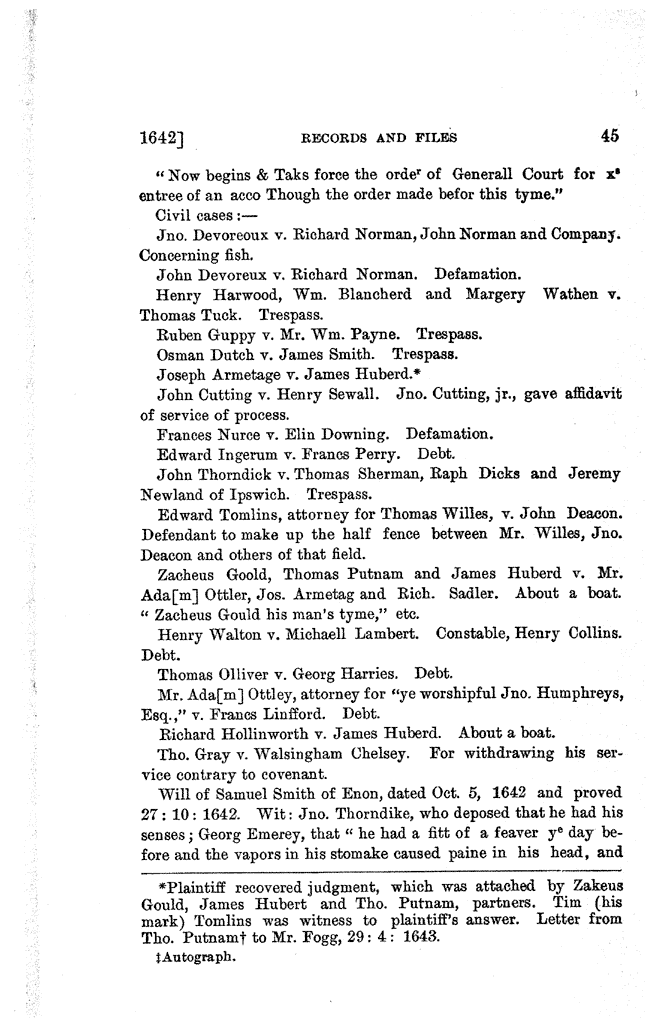 1642] RECORDS AND FILES 45
“Now begins & Taks force the ordeʳ of Generall Court for xˢ
entree of an acco Though the order made befor this tyme.”
Civil cases :—
Jno. Devoreoux v. Richard Norman, John Norman and Company.
Concerning fish.
John Devoreux v. Richard Norman. Defamation.
Henry Harwood, Wm. Blancherd and Margery Wathen v.
Thomas Tuck. Trespass.
Ruben Guppy v. Mr. Wm. Payne. Trespass.
Osman Dutch v. James Smith. Trespass.
Joseph Armetage v. James Huberd.*
John Cutting v. Henry Sewall. Jno. Cutting, jr., gave affidavit
of service of process.
Frances Nurce v. Elin Downing. Defamation.
Edward Ingerum v. Francs Perry. Debt.
John Thorndick v. Thomas Sherman, Raph Dicks and Jeremy
Newland of Ipswich. Trespass.
Edward Tomlins, attorney for Thomas Willes, v. John Deacon.
Defendant to make up the half fence between Mr. Willes, Jno.
Deacon and others of that field.
Zacheus Goold, Thomas Putnam and James Huberd v. Mr.
Ada[m] Ottler, Jos. Armetag and Rich. Sadler. About a boat.
“ Zacheus Gould his man's tyme,” etc.
Henry Walton v. Michaell Lambert. Constable, Henry Collins.
Debt.
Thomas Olliver v. Georg Harries. Debt.
Mr. Ada[m] Ottley, attorney for “ye worshipful Jno. Humphreys,
Esq.,” v. Francs Linfford. Debt.
Richard Hollinworth v. James Huberd. About a boat.
Tho. Gray v. Walsingham Chelsey. For withdrawing his ser-
vice contrary to covenant.
Will of Samuel Smith of Enon, dated Oct. 5, 1642 and proved
27 : 10 : 1642. Wit: Jno. Thorndike, who deposed that he had his
senses ; Georg Emerey, that “ he had a fitt of a feaver yᵉ day be-
fore and the vapors in his stomake caused paine in his head, and
*Plaintiff recovered judgment, which was attached by Zakeus
Gould, James Hubert and Tho. Putnam, partners. Tim (his
mark) Tomlins was witness to plaintiff's answer. Letter from
Tho. Putnam† to Mr. Fogg, 29 : 4 : 1643.
‡Autograph.